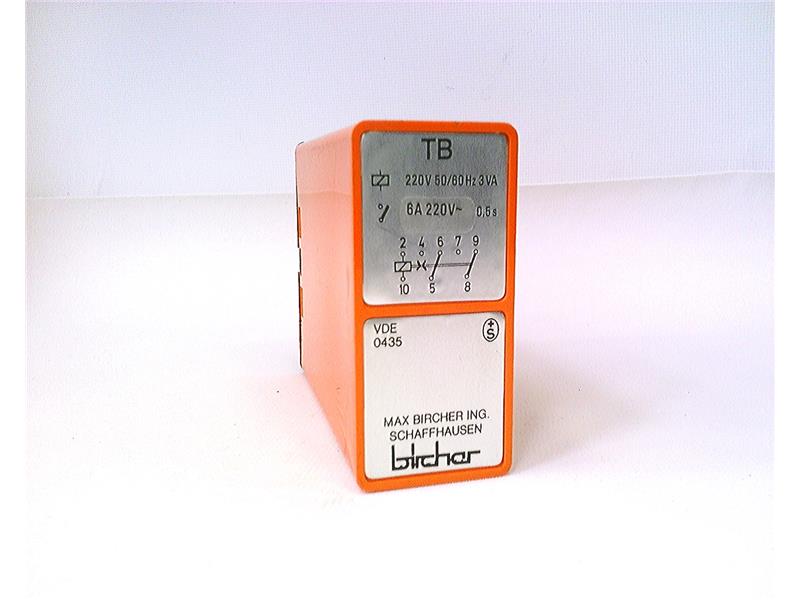 TB
220V 50/60Hz 3VA
6A 220V~ 0,5s
2 4 6 7 9
10 5 8
VDE
0435
+S
MAX BIRCHER ING.
SCHAFFHAUSEN
bircher